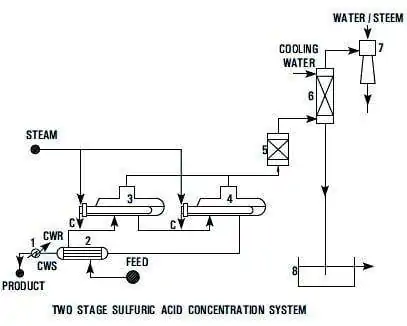 WATER / STEEM
7
COOLING
WATER
6
STEAM
5
3
4
C
C
CWR
1
2
CWS
FEED
8
PRODUCT
TWO STAGE SULFURIC ACID CONCENTRATION SYSTEM